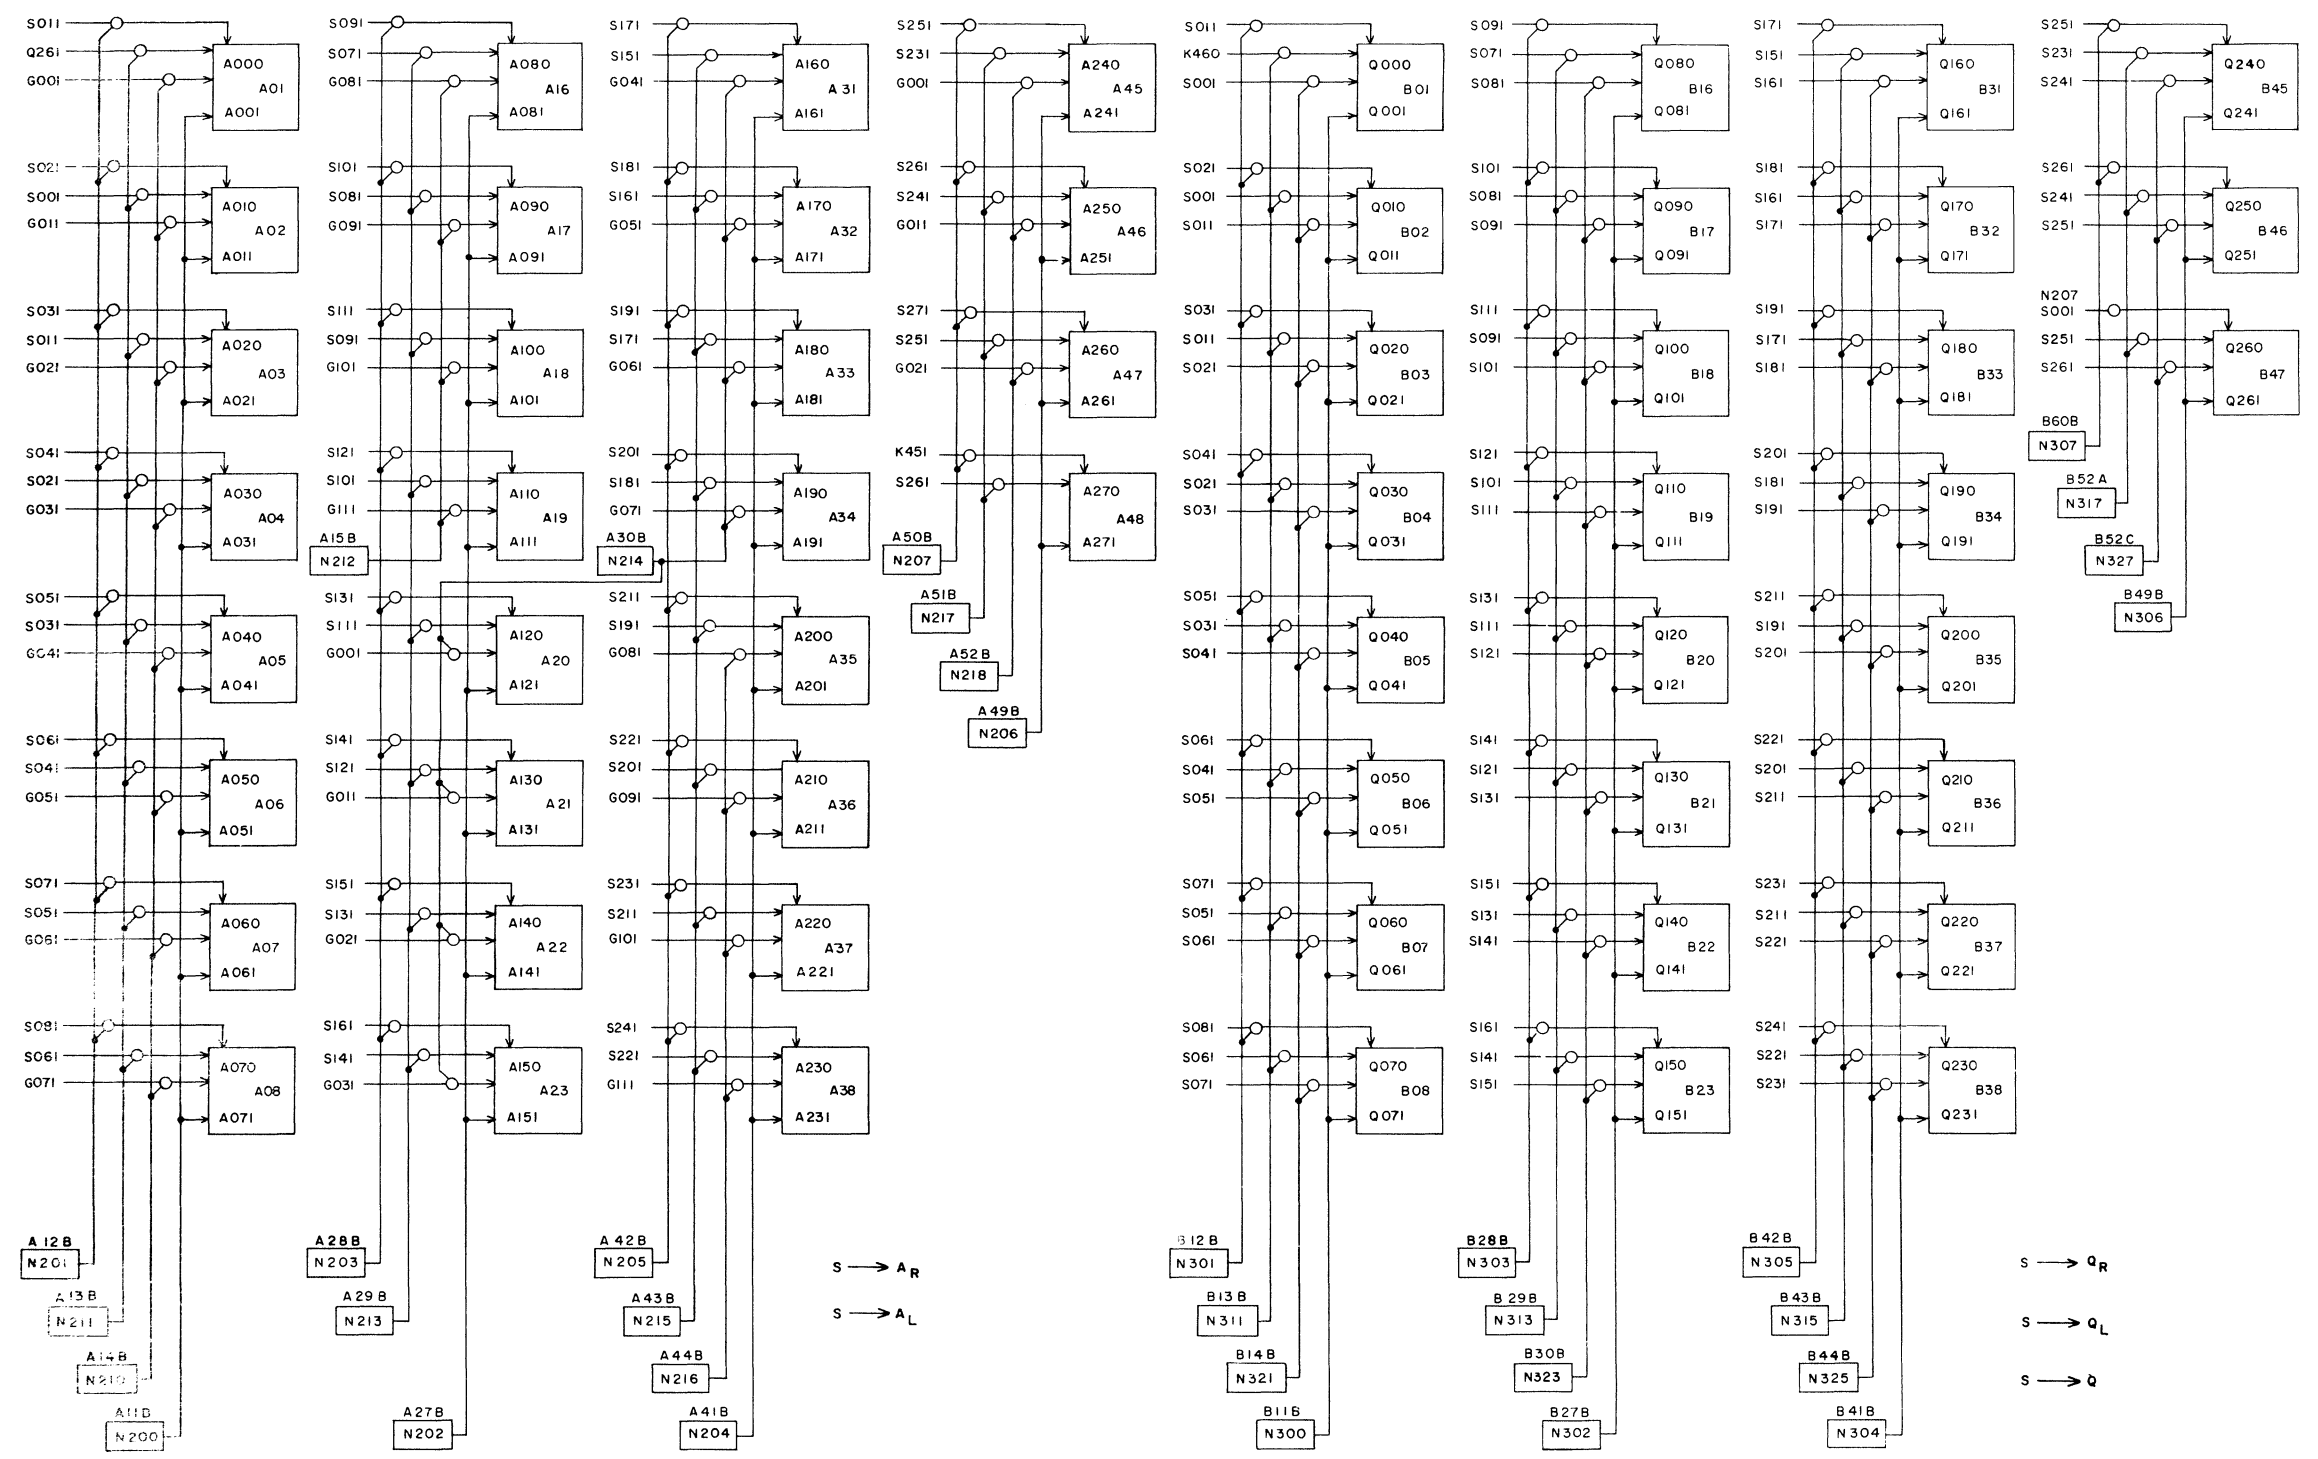 S011
Q261
G001
A000
A01
A001
S021
S001
G011
A010
A02
A011
S031
S011
G021
A020
A03
A021
S041
S021
G031
A030
A04
A031
S051
S031
G041
A040
A05
A041
S061
S041
G051
A050
A06
A051
S071
S051
G061
A060
A07
A061
S081
S061
G071
A070
A08
A071
A12B
N201
A13B
N211
A14B
N210
A11B
N200
S091
S071
G081
A080
A16
A081
S101
S081
G091
A090
A17
A091
S111
S091
G101
A100
A18
A101
S121
S101
G111
A110
A19
A111
A15B
N212
S131
S111
G001
A120
A20
A121
S141
S121
G011
A130
A21
A131
S151
S131
G021
A140
A22
A141
S161
S141
G031
A150
A23
A151
A28B
N203
A29B
N213
A27B
N202
S171
S151
G041
A160
A31
A161
S181
S161
G051
A170
A32
A171
S191
S171
G061
A180
A33
A181
S201
S181
G071
A190
A34
A191
A30B
N214
S211
S191
G081
A200
A35
A201
S221
S201
G091
A210
A36
A211
S231
S211
G101
A220
A37
A221
S241
S221
G111
A230
A38
A231
A42B
N205
A43B
N215
A44B
N216
A41B
N204
S251
S231
G001
A240
A45
A241
S261
S241
G011
A250
A46
A251
S271
S251
G021
A260
A47
A261
K451
S261
A270
A48
A271
A50B
N207
A51B
N217
A52B
N218
A49B
N206
S → AR
S → AL
S011
K460
S001
Q000
B01
Q001
S021
S001
S011
Q010
B02
Q011
S031
S011
S021
Q020
B03
Q021
S041
S021
S031
Q030
B04
Q031
S051
S031
S041
Q040
B05
Q041
S061
S041
S051
Q050
B06
Q051
S071
S051
S061
Q060
B07
Q061
S081
S061
S071
Q070
B08
Q071
B12B
N301
B13B
N311
B14B
N321
B11B
N300
S091
S071
S081
Q080
B16
Q081
S101
S081
S091
Q090
B17
Q091
S111
S091
S101
Q100
B18
Q101
S121
S101
S111
Q110
B19
Q111
S131
S111
S121
Q120
B20
Q121
S141
S121
S131
Q130
B21
Q131
S151
S131
S141
Q140
B22
Q141
S161
S141
S151
Q150
B23
Q151
B28B
N303
B29B
N313
B30B
N323
B27B
N302
S171
S151
S161
Q160
B31
Q161
S181
S161
S171
Q170
B32
Q171
S191
S171
S181
Q180
B33
Q181
S201
S181
S191
Q190
B34
Q191
S211
S191
S201
Q200
B35
Q201
S221
S201
S211
Q210
B36
Q211
S231
S211
S221
Q220
B37
Q221
S241
S221
S231
Q230
B38
Q231
B42B
N305
B43B
N315
B44B
N325
B41B
N304
S251
S231
S241
Q240
B45
Q241
S261
S241
S251
Q250
B46
Q251
N207
S001
S251
S261
Q260
B47
Q261
B60B
N307
B52A
N317
B52C
N327
B49B
N306
S → QR
S → QL
S → Q